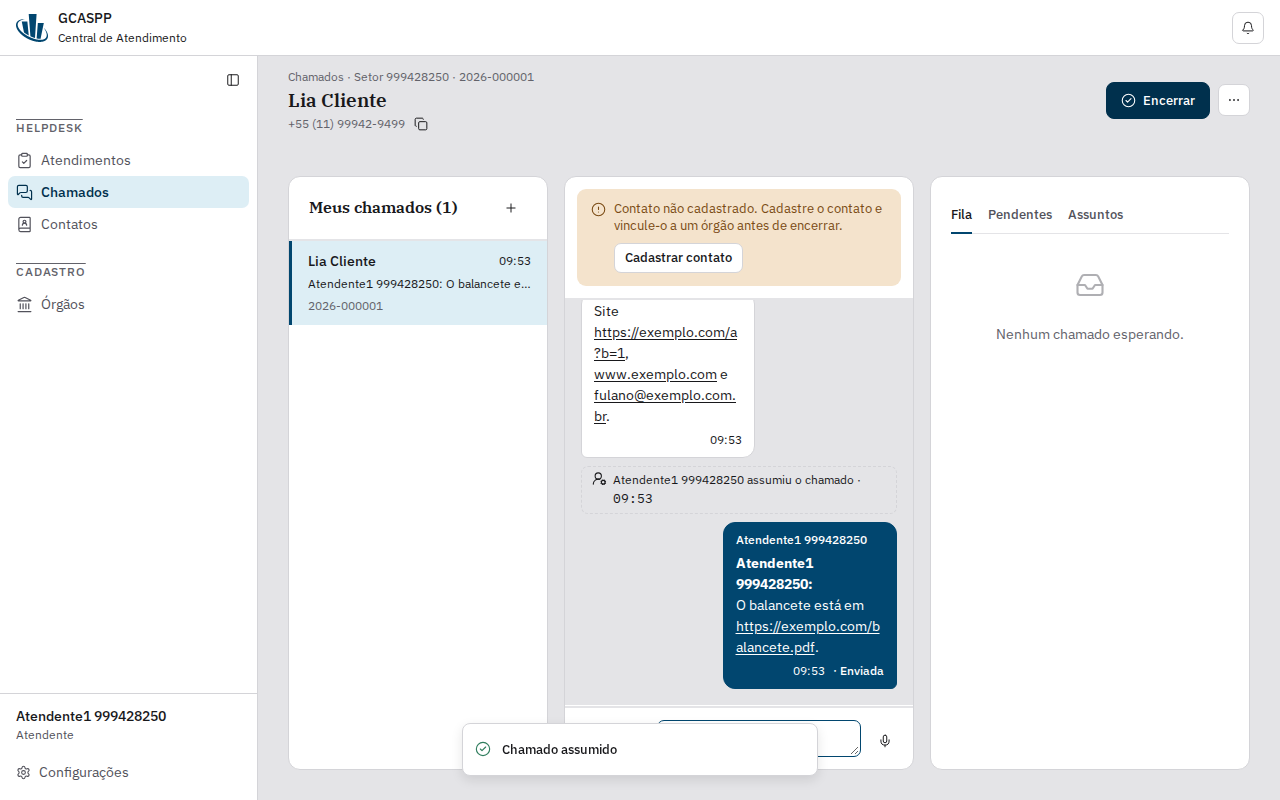 GCASPP
Central de Atendimento
HELPDESK
Atendimentos
Chamados
Contatos
CADASTRO
Órgãos
Atendente1 999428250
Atendente
Configurações
Chamados · Setor 999428250 · 2026-000001
Lia Cliente
+55 (11) 99942-9499
Encerrar
Meus chamados (1)
Lia Cliente 09:53
Atendente1 999428250: O balancete e...
2026-000001
Contato não cadastrado. Cadastre o contato e
vincule-o a um órgão antes de encerrar.
Cadastrar contato
Site
https://exemplo.com/a
?b=1,
www.exemplo.com e
fulano@exemplo.com.
br.
09:53
Atendente1 999428250 assumiu o chamado ·
09:53
Atendente1 999428250
Atendente1
999428250:
O balancete está em
https://exemplo.com/b
alancete.pdf.
09:53 · Enviada
Chamado assumido
Fila Pendentes Assuntos
Nenhum chamado esperando.